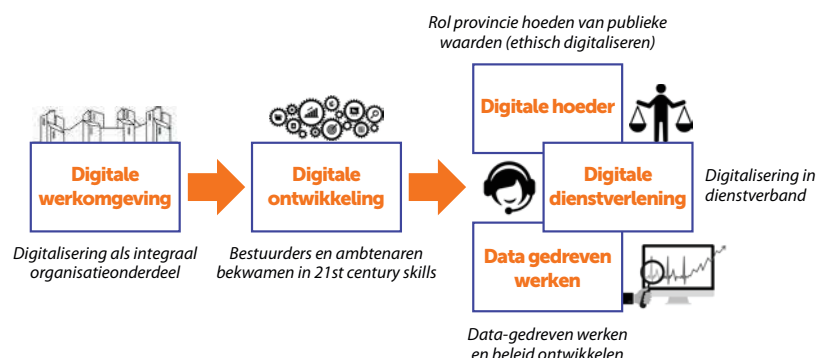 Rol provincie hoeden van publieke
waarden (ethisch digitaliseren)
Digitale hoeder
Digitale
werkomgeving
Digitale
ontwikkeling
Digitale
dienstverlening
Digitalisering in
dienstverband
Digitalisering als integraal
organisatieonderdeel
Bestuurders en ambtenaren
bekwamen in 21st century skills
Data gedreven
werken
Data-gedreven werken
en beleid ontwikkelen